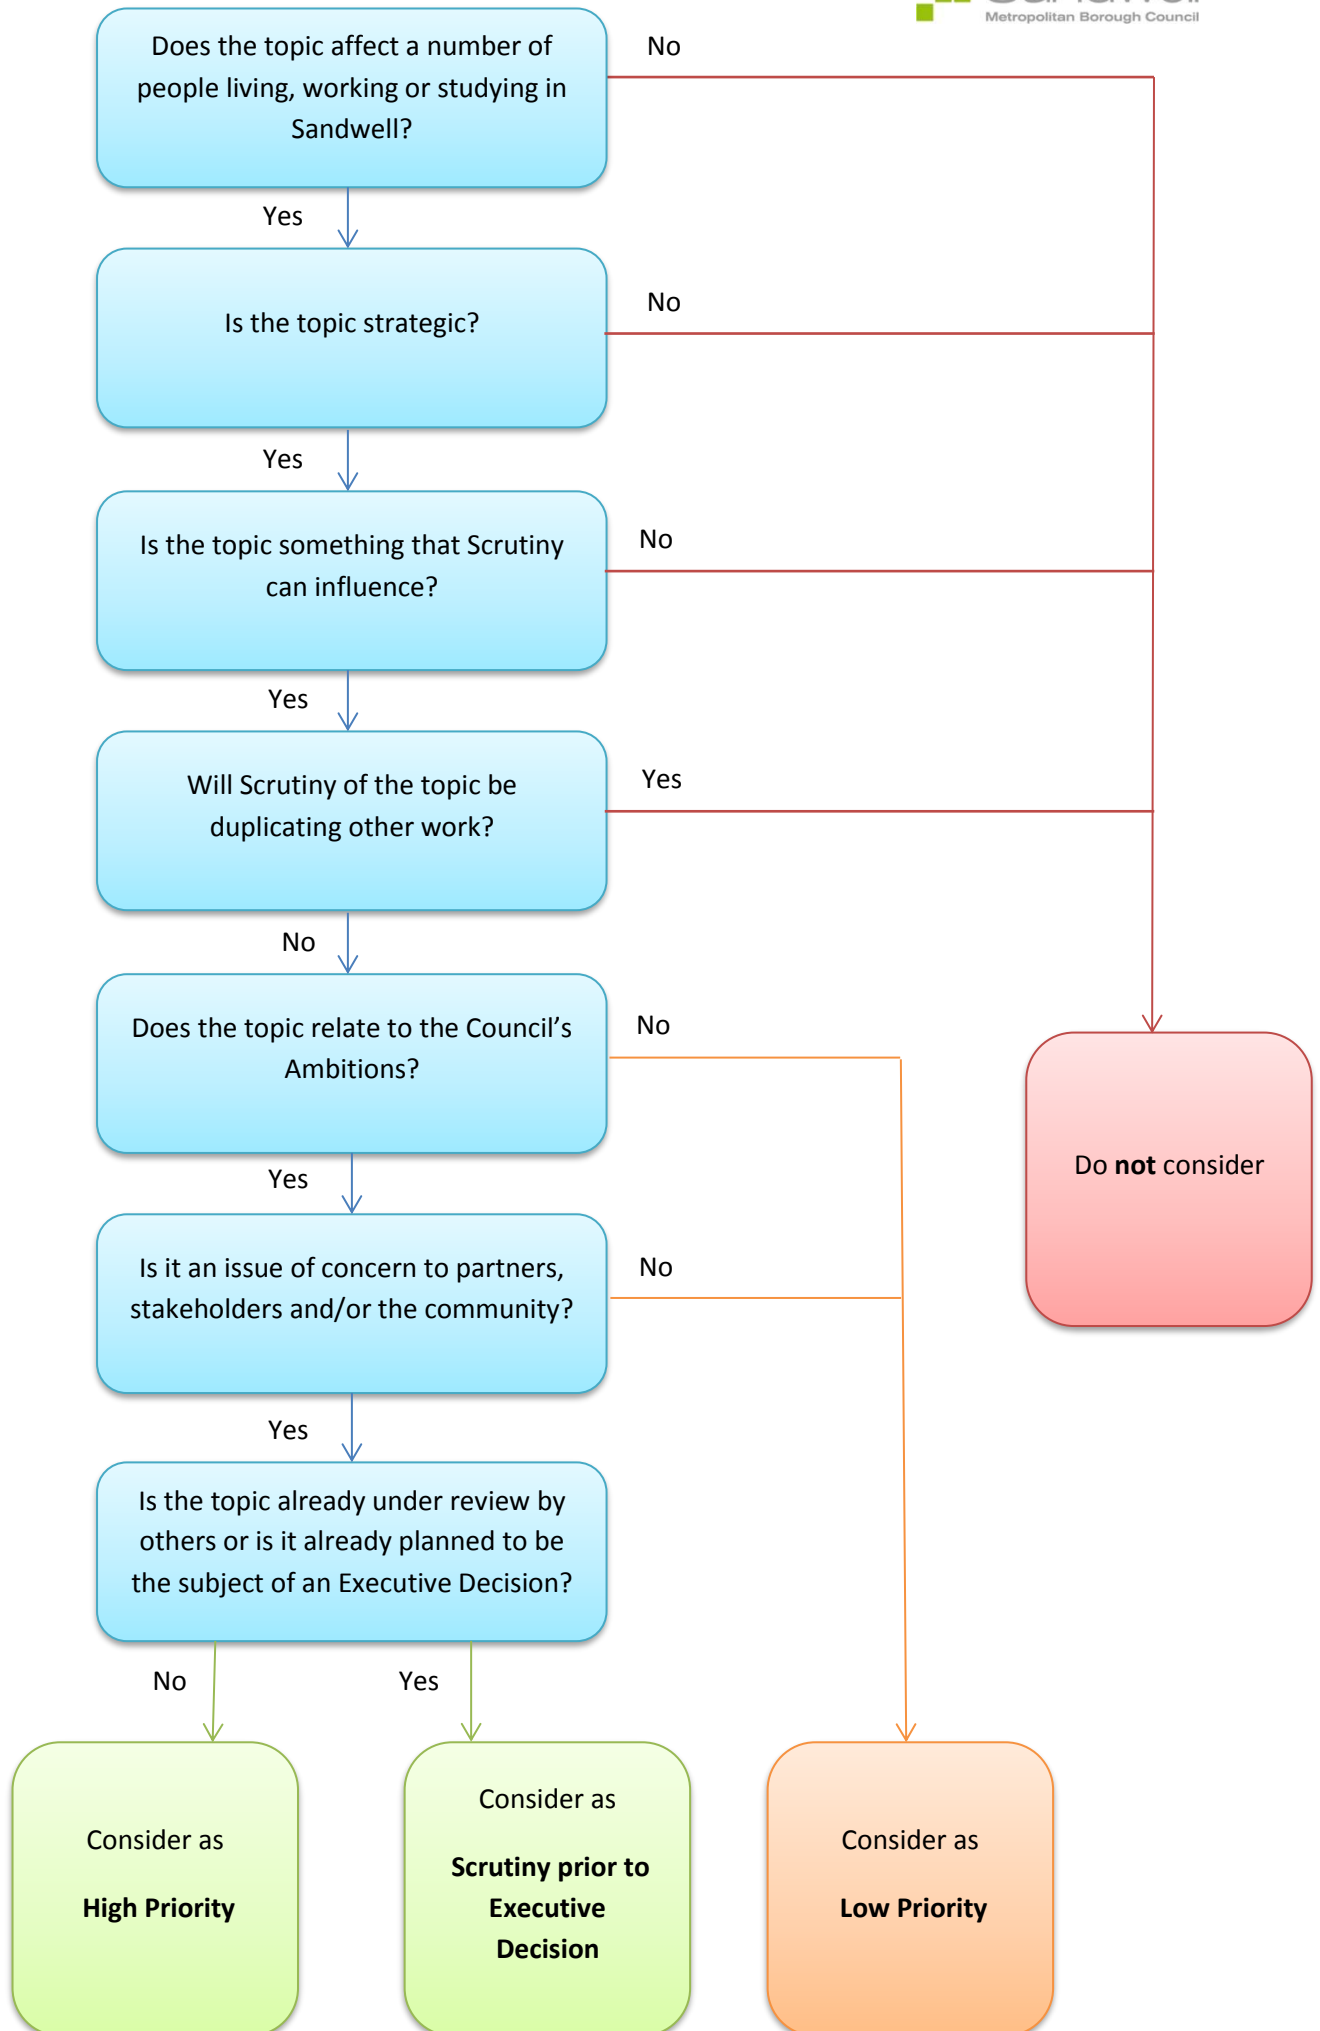 Metropolitan Borough Council
Does the topic affect a number of
people living, working or studying in
Sandwell?
No
Yes
Is the topic strategic?
No
Yes
Is the topic something that Scrutiny
can influence?
No
Yes
Will Scrutiny of the topic be
duplicating other work?
Yes
No
Does the topic relate to the Council’s
Ambitions?
No
Do not consider
Yes
Is it an issue of concern to partners,
stakeholders and/or the community?
No
Yes
Is the topic already under review by
others or is it already planned to be
the subject of an Executive Decision?
No
Yes
Consider as
High Priority
Consider as
Scrutiny prior to
Executive
Decision
Consider as
Low Priority